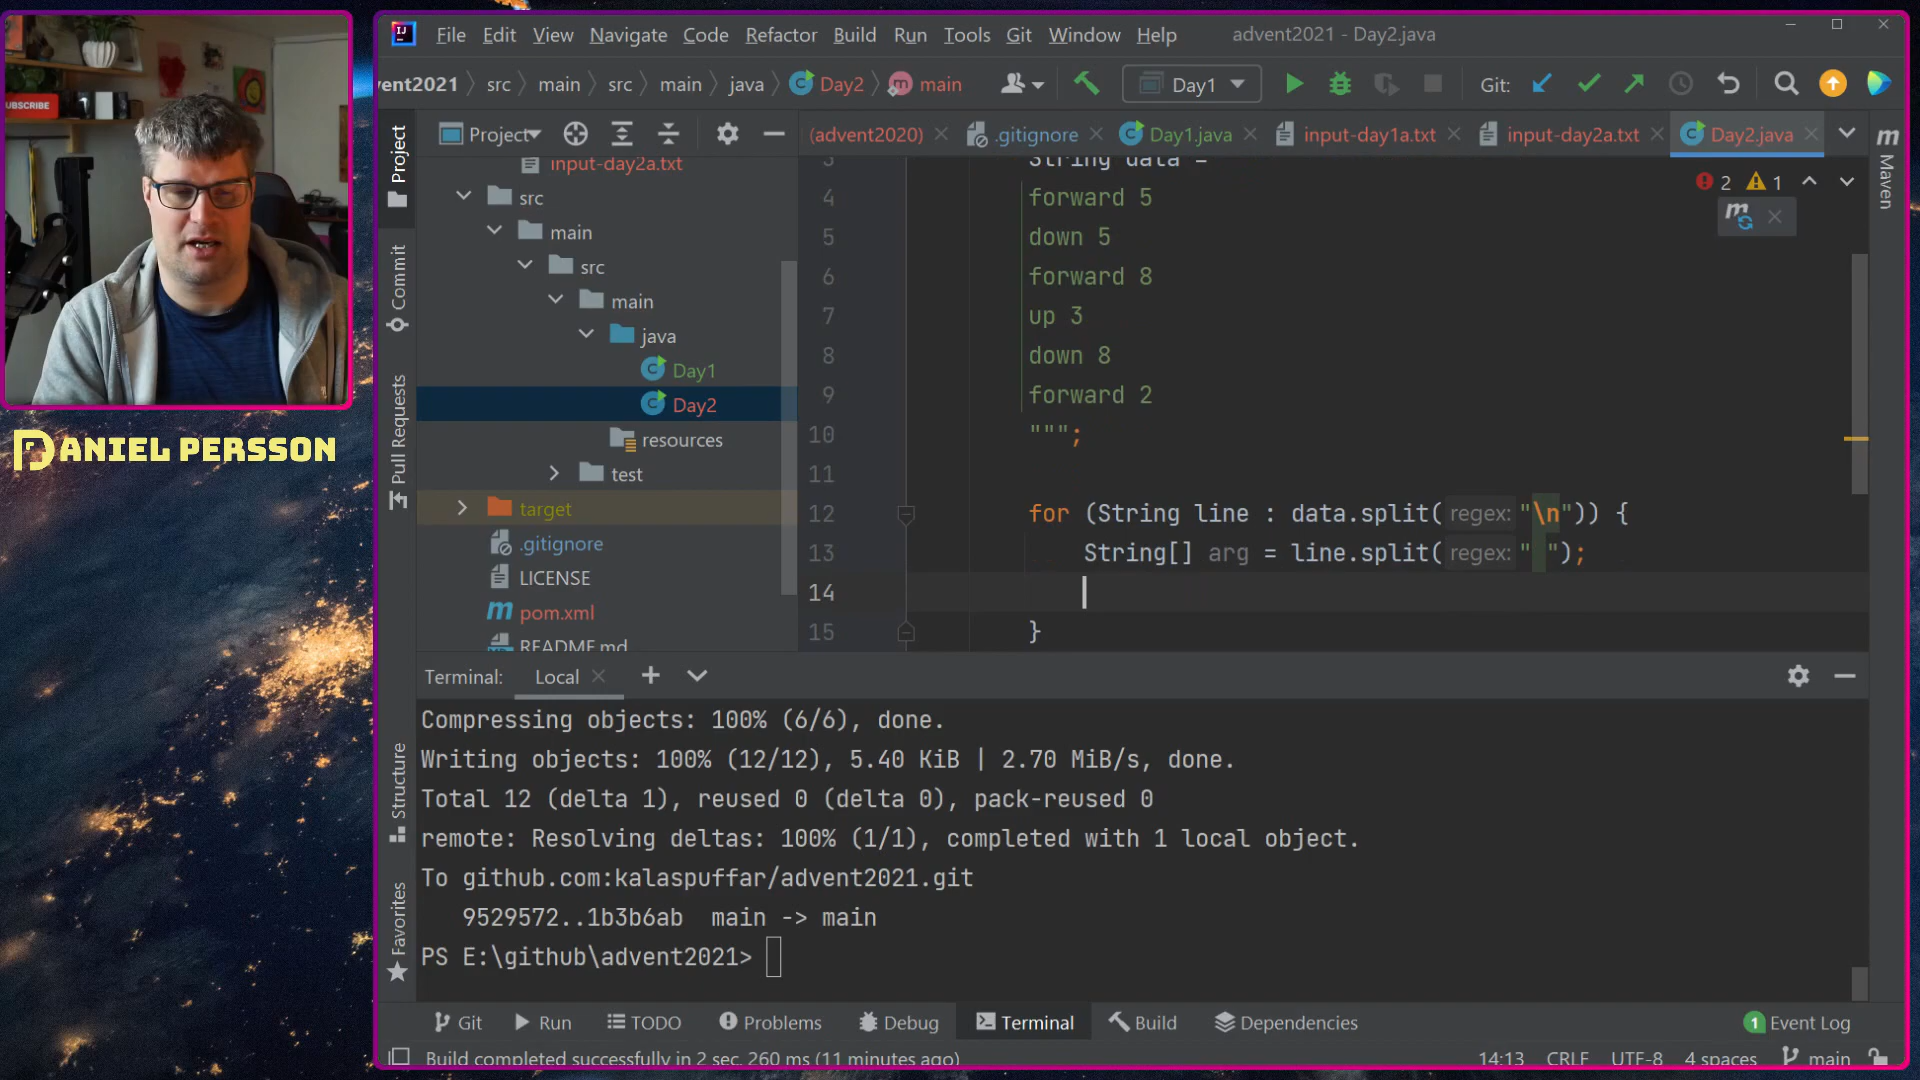 File Edit View Navigate Code Refactor Build Run Tools Git Window Help advent2021 - Day2.java
vent2021 src main src main java Day2 main Day1 Git:
SUBSCRIBE
Project (advent2020) .gitignore Day1.java input-day1a.txt input-day2a.txt Day2.java
Project
Commit
Pull Requests
Structure
Favorites
Maven
input-day2a.txt
src
main
src
main
java
Day1
Day2
resources
test
target
.gitignore
LICENSE
pom.xml
README.md
2 1
3 String data =
4 forward 5
5 down 5
6 forward 8
7 up 3
8 down 8
9 forward 2
10 """;
11
12 for (String line : data.split( regex: "\n")) {
13 String[] arg = line.split( regex: " ");
14
15 }
DANIEL PERSSON
Terminal: Local
Compressing objects: 100% (6/6), done.
Writing objects: 100% (12/12), 5.40 KiB | 2.70 MiB/s, done.
Total 12 (delta 1), reused 0 (delta 0), pack-reused 0
remote: Resolving deltas: 100% (1/1), completed with 1 local object.
To github.com:kalaspuffar/advent2021.git
9529572..1b3b6ab main -> main
PS E:\github\advent2021>
Git Run TODO Problems Debug Terminal Build Dependencies 1 Event Log
Build completed successfully in 2 sec, 260 ms (11 minutes ago) 14:13 CRLF UTF-8 4 spaces main